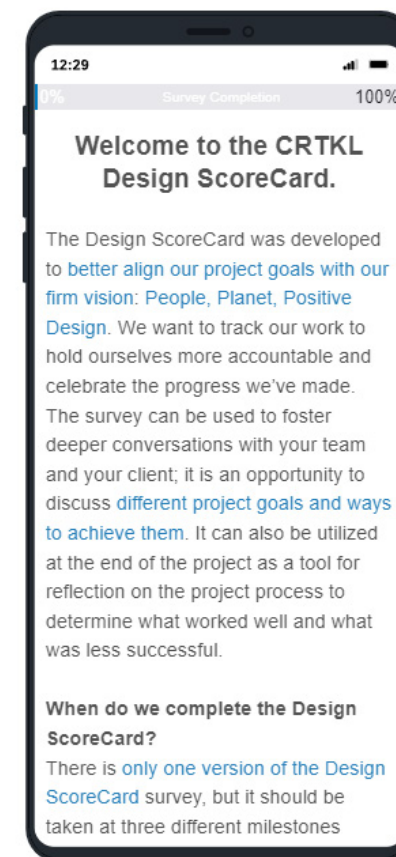 12:29
0% Survey Completion 100%
Welcome to the CRTKL
Design ScoreCard.
The Design ScoreCard was developed
to better align our project goals with our
firm vision: People, Planet, Positive
Design. We want to track our work to
hold ourselves more accountable and
celebrate the progress we've made.
The survey can be used to foster
deeper conversations with your team
and your client; it is an opportunity to
discuss different project goals and ways
to achieve them. It can also be utilized
at the end of the project as a tool for
reflection on the project process to
determine what worked well and what
was less successful.
When do we complete the Design
ScoreCard?
There is only one version of the Design
ScoreCard survey, but it should be
taken at three different milestones